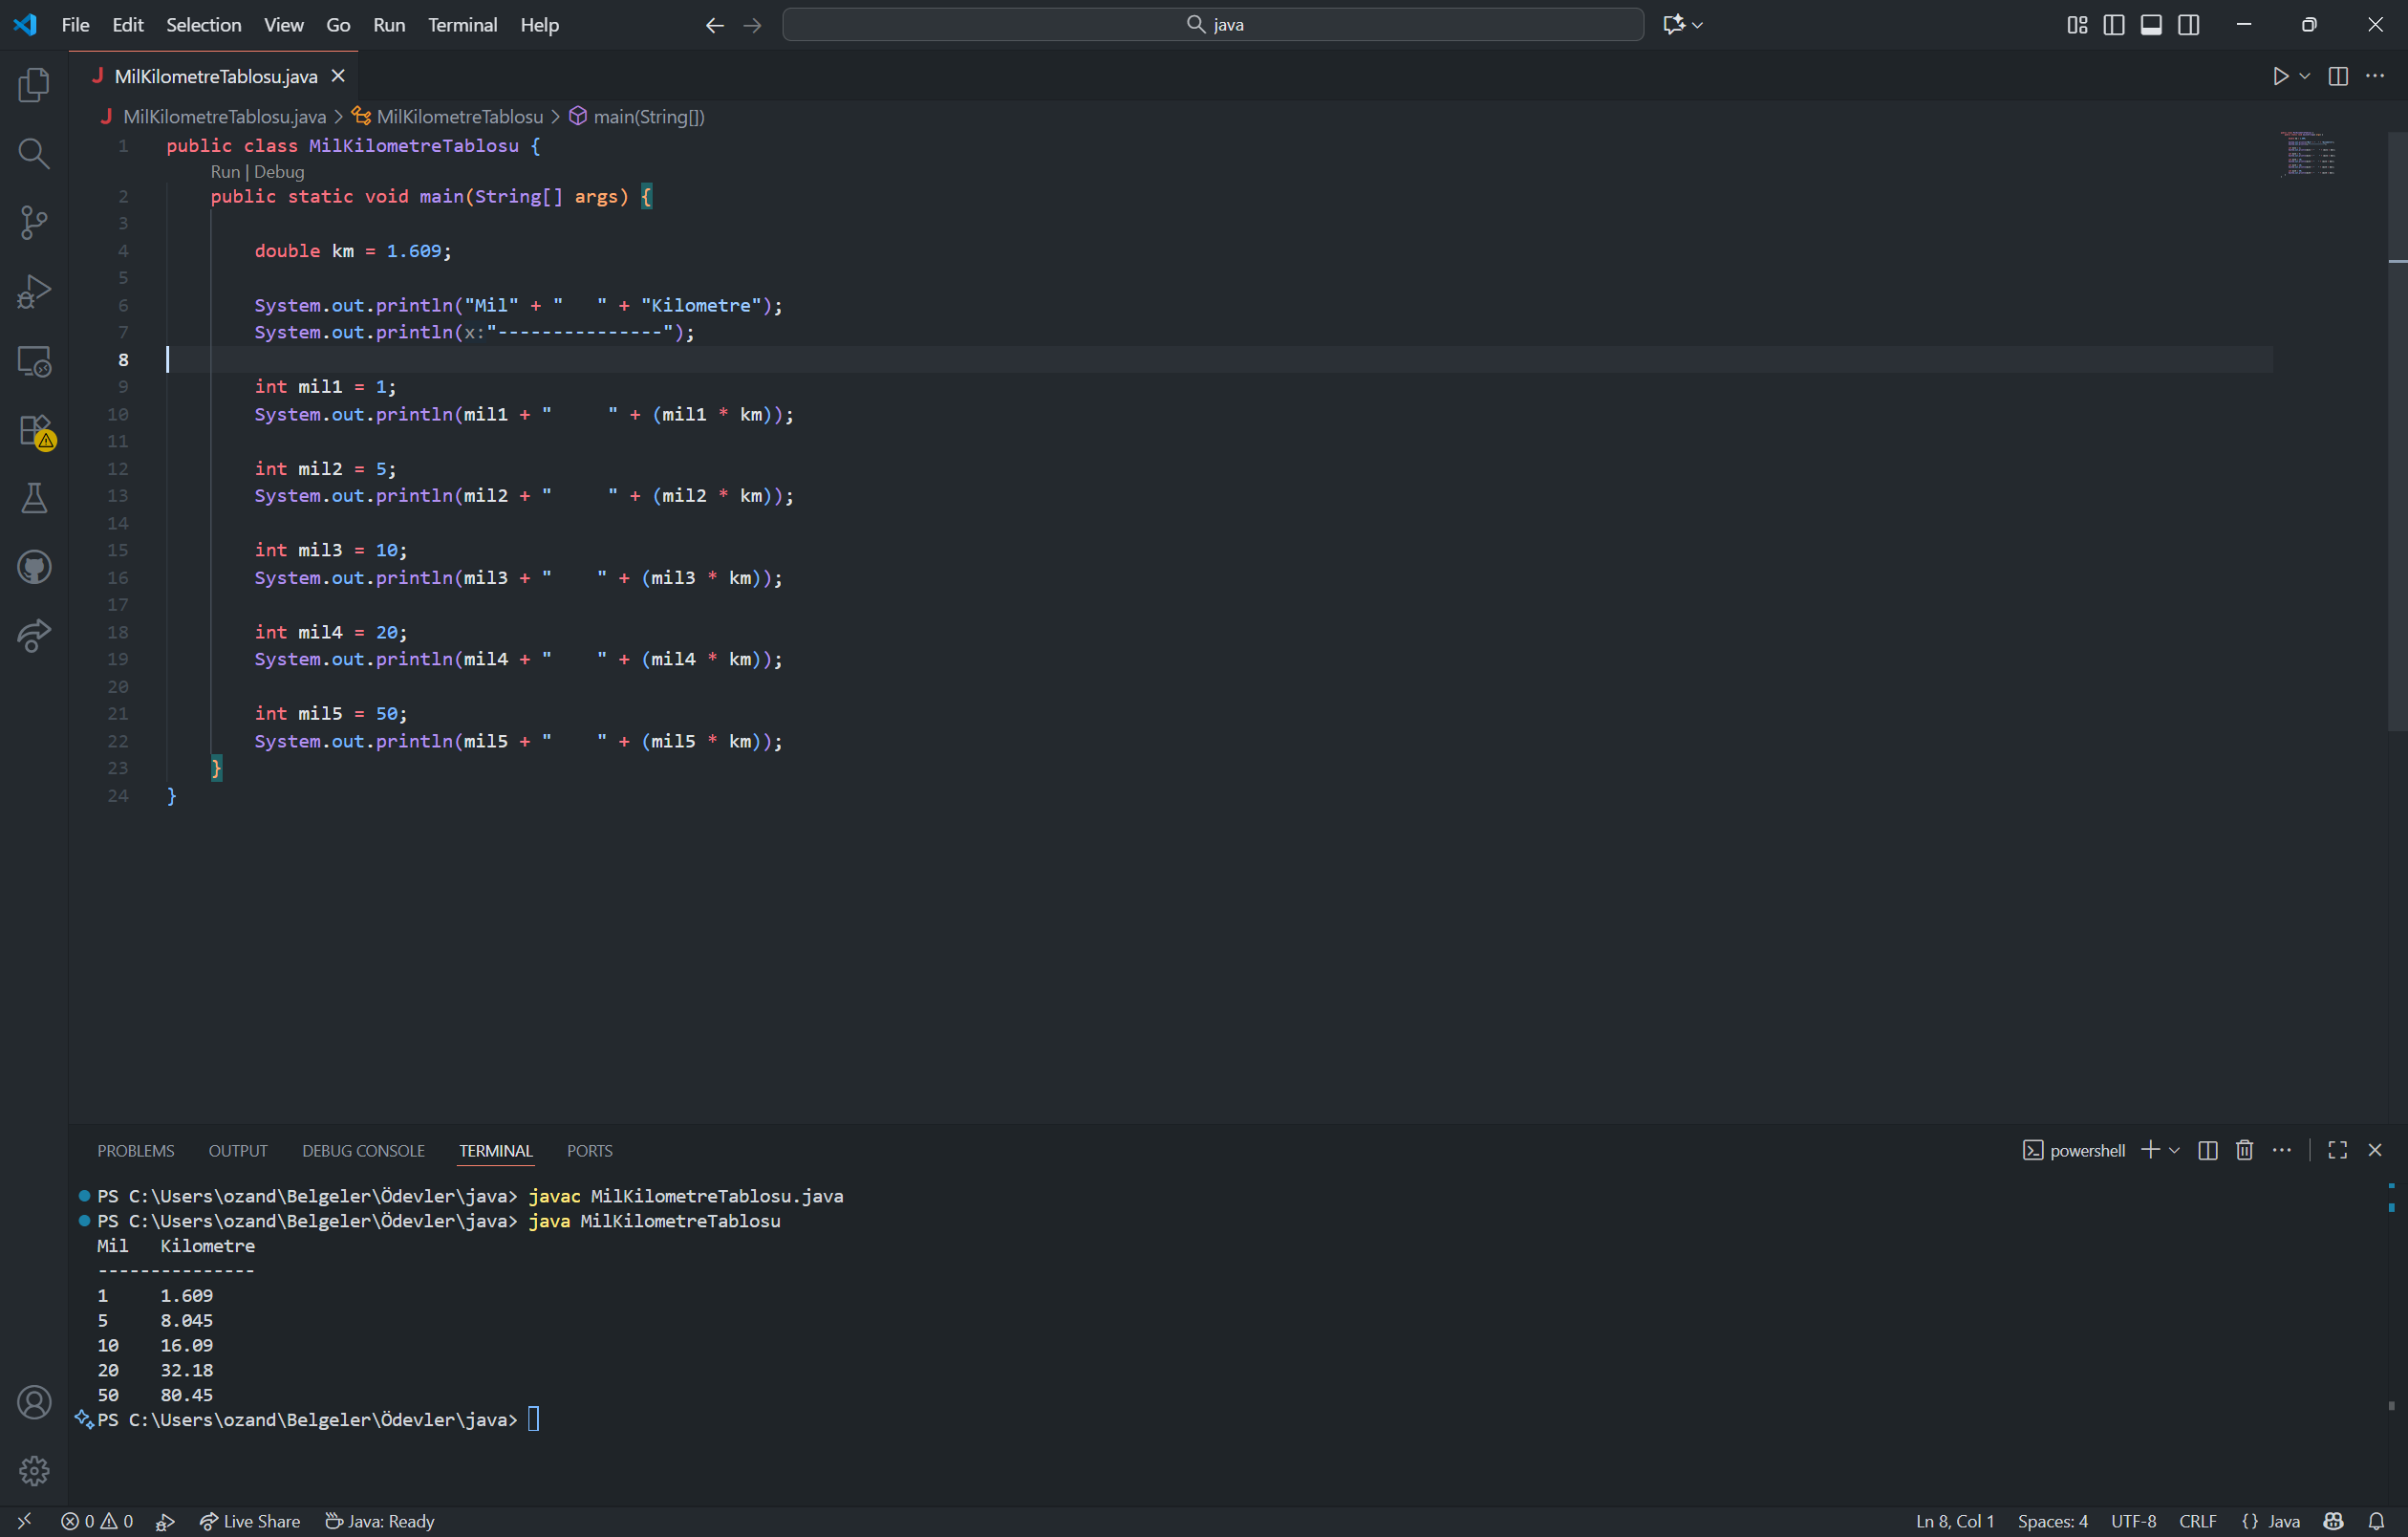 File Edit Selection View Go Run Terminal Help java
J MilKilometreTablosu.java
J MilKilometreTablosu.java > MilKilometreTablosu > main(String[])
1 public class MilKilometreTablosu {
Run | Debug
2     public static void main(String[] args) {
3
4         double km = 1.609;
5
6         System.out.println("Mil" + "   " + "Kilometre");
7         System.out.println(x:"---------------");
8
9         int mil1 = 1;
10         System.out.println(mil1 + "     " + (mil1 * km));
11
12         int mil2 = 5;
13         System.out.println(mil2 + "     " + (mil2 * km));
14
15         int mil3 = 10;
16         System.out.println(mil3 + "    " + (mil3 * km));
17
18         int mil4 = 20;
19         System.out.println(mil4 + "    " + (mil4 * km));
20
21         int mil5 = 50;
22         System.out.println(mil5 + "    " + (mil5 * km));
23     }
24 }
PROBLEMS OUTPUT DEBUG CONSOLE TERMINAL PORTS powershell
PS C:\Users\ozand\Belgeler\Ödevler\java> javac MilKilometreTablosu.java
PS C:\Users\ozand\Belgeler\Ödevler\java> java MilKilometreTablosu
Mil   Kilometre
---------------
1     1.609
5     8.045
10    16.09
20    32.18
50    80.45
PS C:\Users\ozand\Belgeler\Ödevler\java>
0 0 Live Share Java: Ready Ln 8, Col 1 Spaces: 4 UTF-8 CRLF {} Java